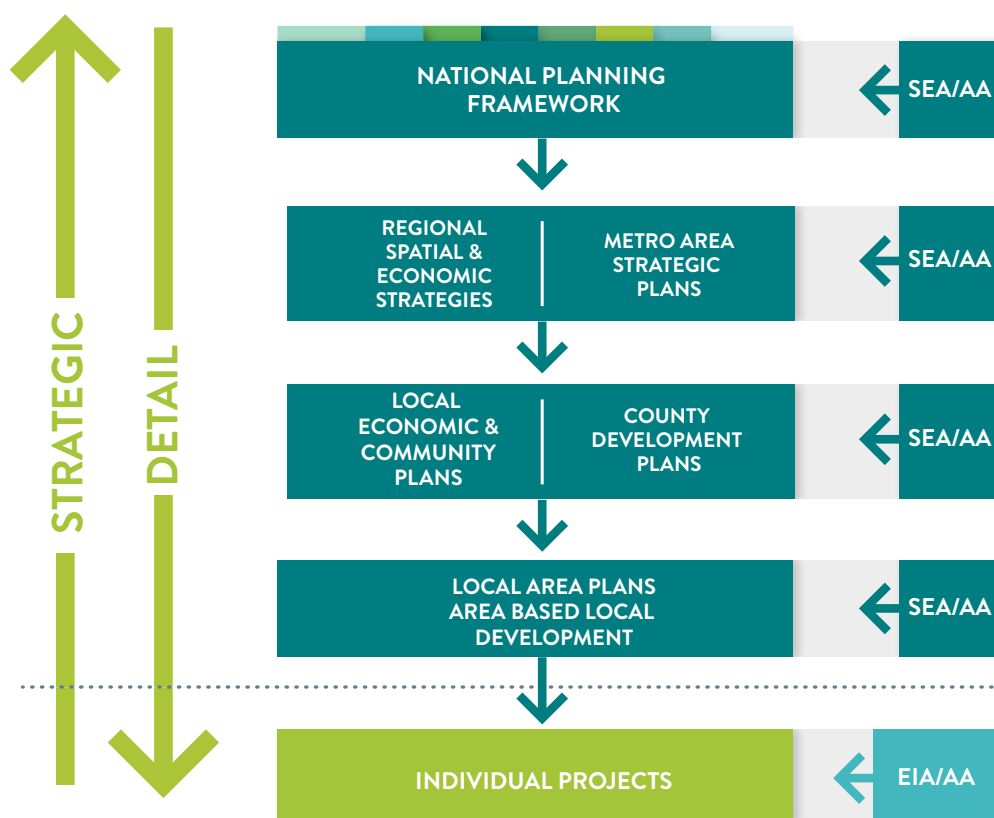 STRATEGIC
DETAIL
NATIONAL PLANNING
FRAMEWORK
SEA/AA
REGIONAL
SPATIAL &
ECONOMIC
STRATEGIES
METRO AREA
STRATEGIC
PLANS
SEA/AA
LOCAL
ECONOMIC &
COMMUNITY
PLANS
COUNTY
DEVELOPMENT
PLANS
SEA/AA
LOCAL AREA PLANS
AREA BASED LOCAL
DEVELOPMENT
SEA/AA
INDIVIDUAL PROJECTS
EIA/AA